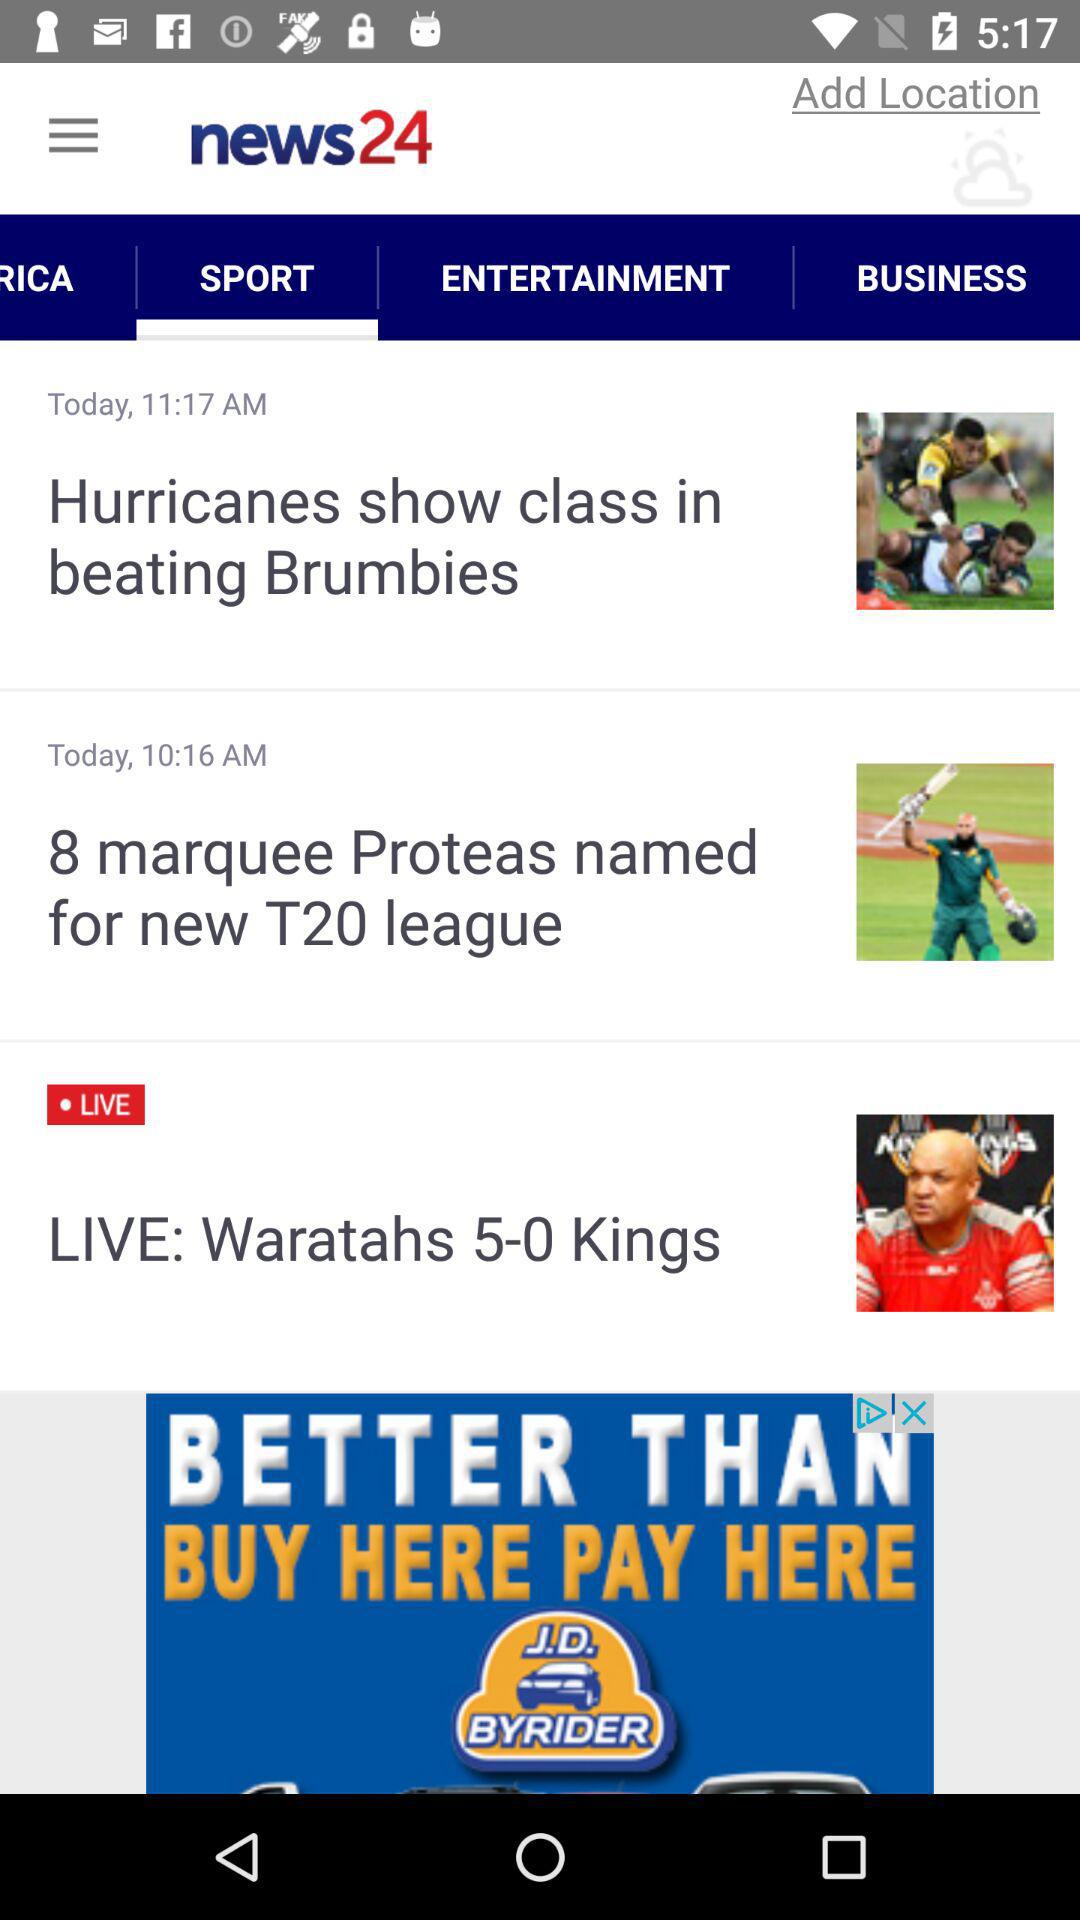 FAKE
5:17
Add Location
news24
RICA SPORT ENTERTAINMENT BUSINESS
Today, 11:17 AM
Hurricanes show class in
beating Brumbies
Today, 10:16 AM
8 marquee Proteas named
for new T20 league
• LIVE
LIVE: Waratahs 5-0 Kings
BETTER THAN
BUY HERE PAY HERE
J.D.
BYRIDER